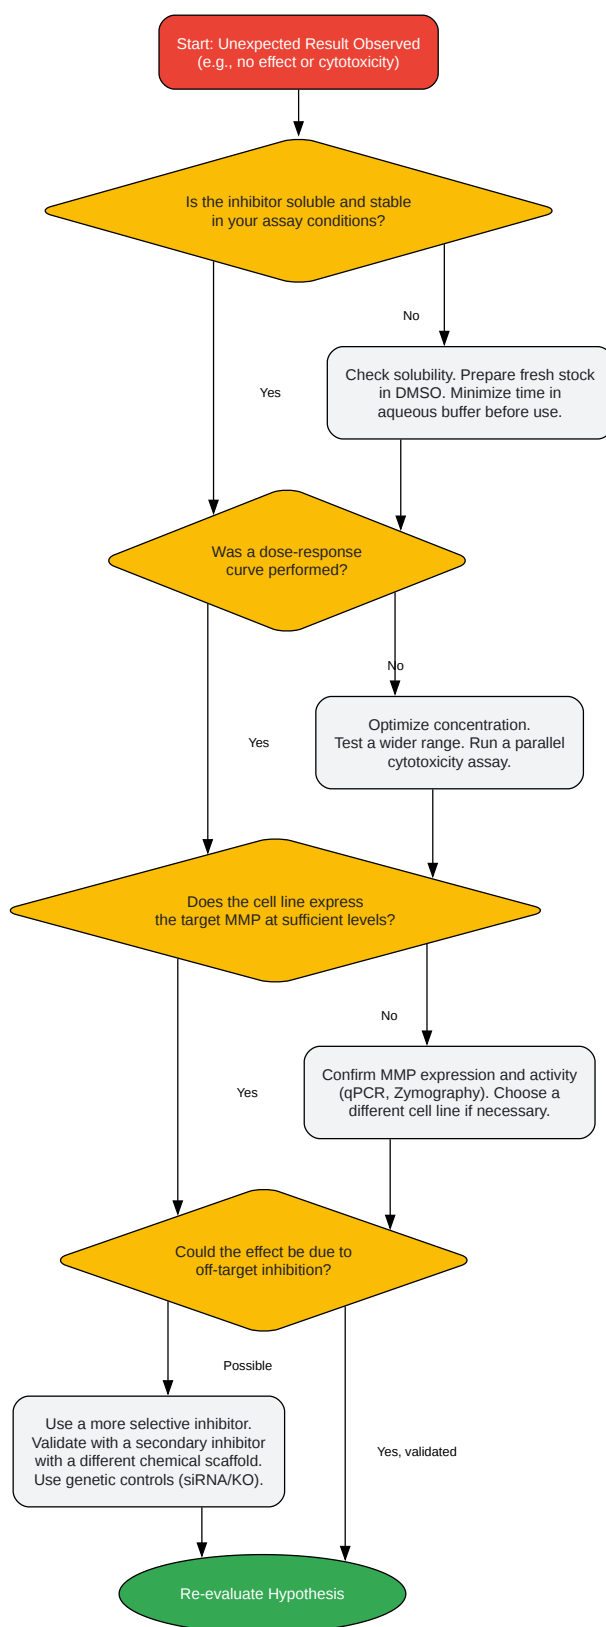 Start: Unexpected Result Observed
(e.g., no effect or cytotoxicity)
Is the inhibitor soluble and stable
in your assay conditions?
No
Check solubility. Prepare fresh stock
in DMSO. Minimize time in
aqueous buffer before use.
Yes
Was a dose-response
curve performed?
No
Optimize concentration.
Test a wider range. Run a parallel
cytotoxicity assay.
Yes
Does the cell line express
the target MMP at sufficient levels?
No
Confirm MMP expression and activity
(qPCR, Zymography). Choose a
different cell line if necessary.
Yes
Could the effect be due to
off-target inhibition?
Possible
Use a more selective inhibitor.
Validate with a secondary inhibitor
with a different chemical scaffold.
Use genetic controls (siRNA/KO).
Yes, validated
Re-evaluate Hypothesis